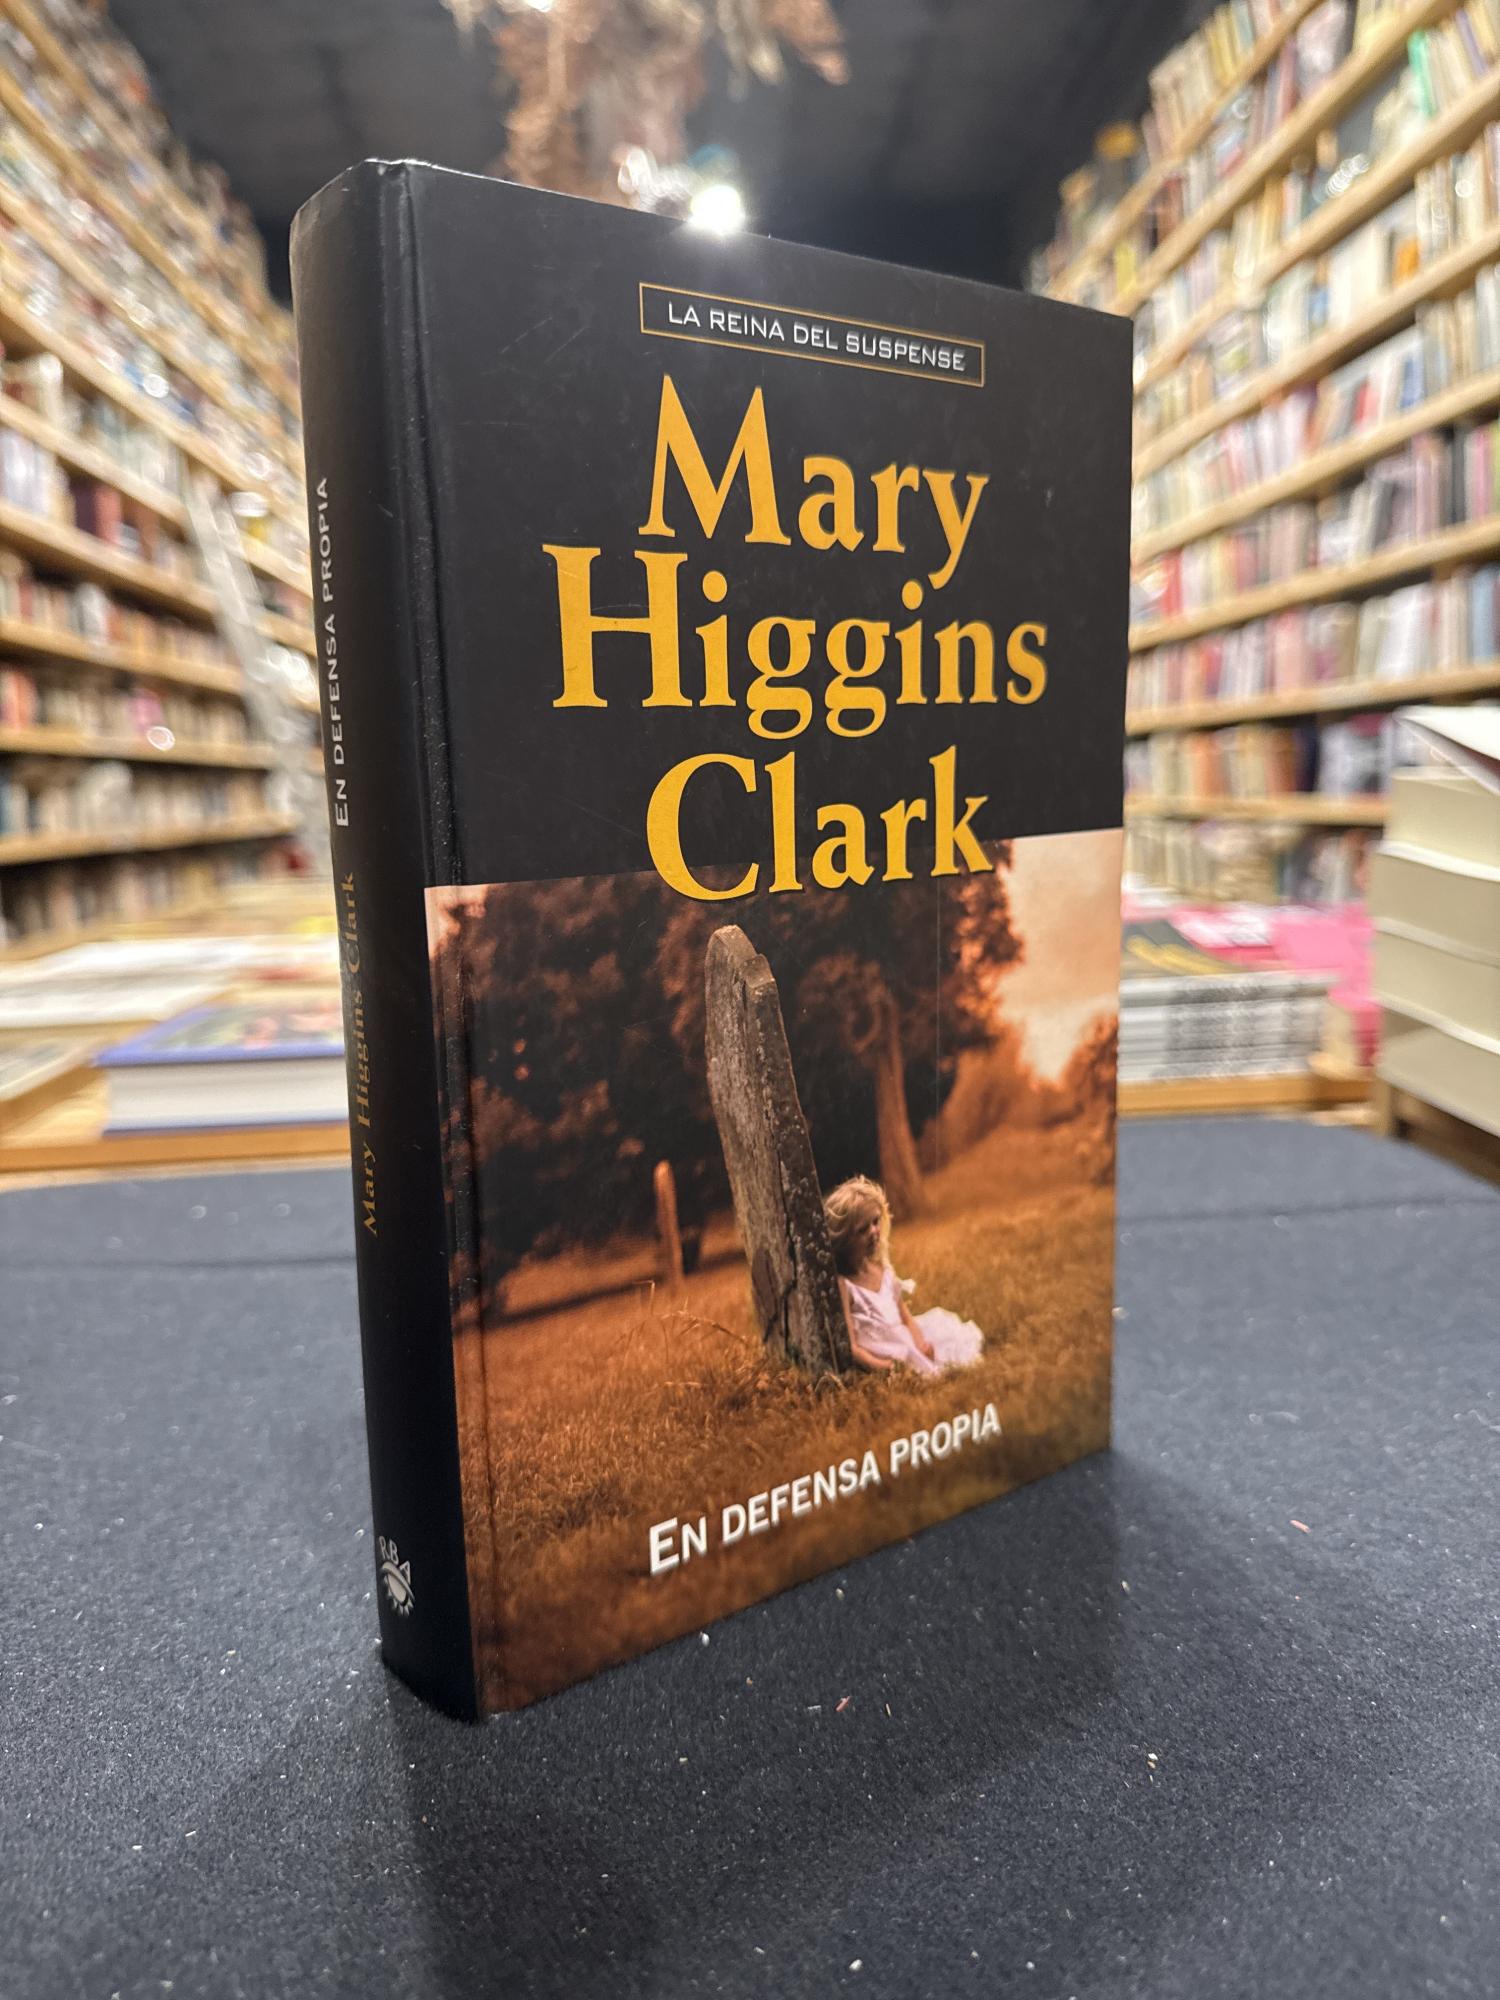 LA REINA DEL SUSPENSE
Mary
Higgins
Clark
EN DEFENSA PROPIA
Mary Higgins Clark EN DEFENSA PROPIA
RBA